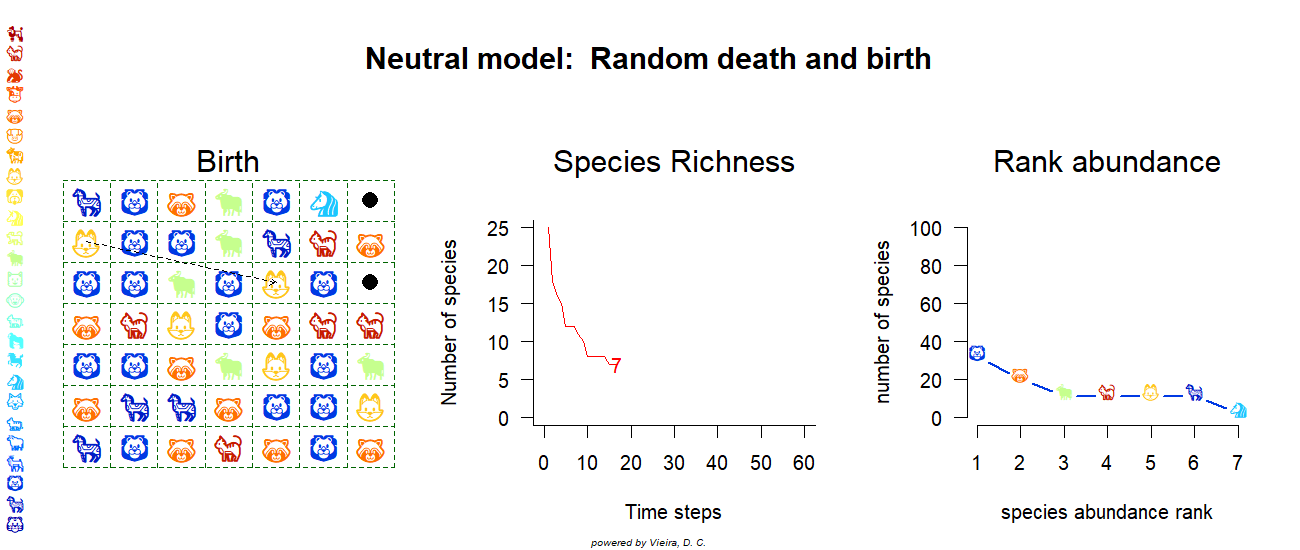 Neutral model:  Random death and birth
Birth
Species Richness
Rank abundance
Number of species
25
20
15
10
5
0
7
0 10 20 30 40 50 60
Time steps
number of species
100
80
60
40
20
0
1 2 3 4 5 6 7
species abundance rank
powered by Vieira, D. C.